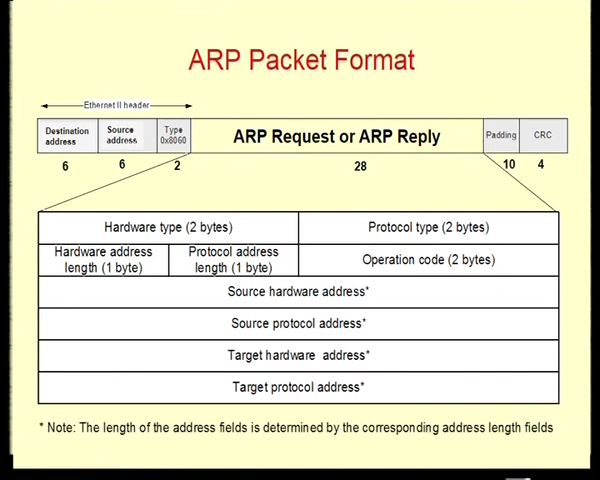 ARP Packet Format
Ethernet II header
Destination address
Source address
Type 0x8060
ARP Request or ARP Reply
Padding
CRC
6
6
2
28
10
4
Hardware type (2 bytes)
Protocol type (2 bytes)
Hardware address length (1 byte)
Protocol address length (1 byte)
Operation code (2 bytes)
Source hardware address*
Source protocol address*
Target hardware address*
Target protocol address*
* Note: The length of the address fields is determined by the corresponding address length fields